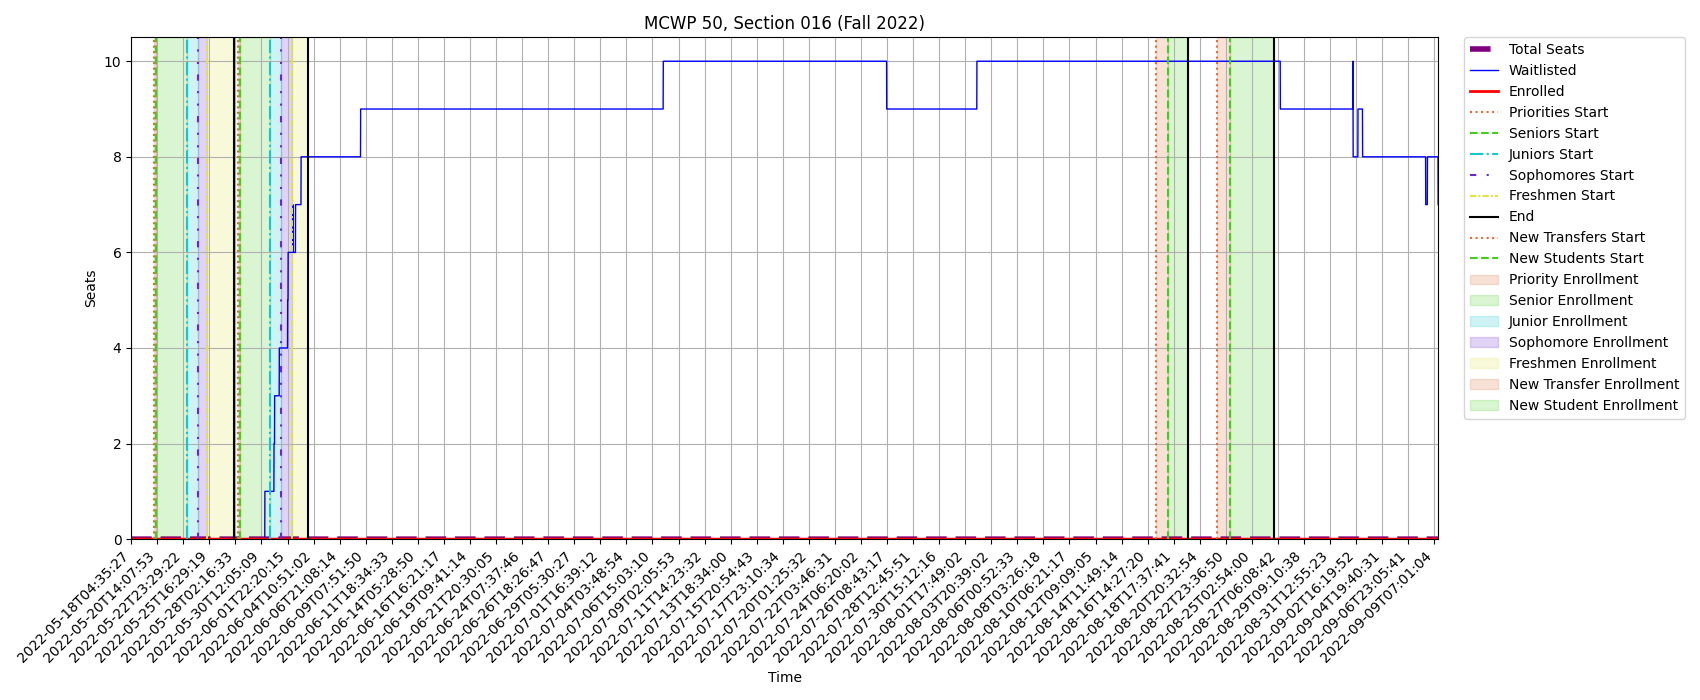 MCWP 50, Section 016 (Fall 2022)
Seats
10
8
6
4
2
0
2022-05-18T04:35:27
2022-05-20T14:07:53
2022-05-22T23:29:22
2022-05-25T16:29:19
2022-05-28T02:16:33
2022-05-30T12:05:09
2022-06-01T22:20:15
2022-06-04T10:51:02
2022-06-06T21:08:14
2022-06-09T07:51:50
2022-06-11T18:34:33
2022-06-14T05:28:50
2022-06-16T16:21:17
2022-06-19T09:41:14
2022-06-21T20:30:05
2022-06-24T07:37:46
2022-06-26T18:26:47
2022-06-29T05:30:27
2022-07-01T16:39:12
2022-07-04T03:48:54
2022-07-06T15:03:10
2022-07-09T02:05:53
2022-07-11T14:23:32
2022-07-13T18:34:00
2022-07-15T20:54:43
2022-07-17T23:10:34
2022-07-20T01:25:32
2022-07-22T03:46:31
2022-07-24T06:20:02
2022-07-26T08:43:17
2022-07-28T12:45:51
2022-07-30T15:12:16
2022-08-01T17:49:02
2022-08-03T20:39:02
2022-08-06T00:52:33
2022-08-08T03:26:18
2022-08-10T06:21:17
2022-08-12T09:09:05
2022-08-14T11:49:14
2022-08-16T14:27:20
2022-08-18T17:37:41
2022-08-20T20:32:54
2022-08-22T23:36:50
2022-08-25T02:54:00
2022-08-27T06:08:42
2022-08-29T09:10:38
2022-08-31T12:55:23
2022-09-02T16:19:52
2022-09-04T19:40:31
2022-09-06T23:05:41
2022-09-09T07:01:04
Time
Total Seats
Waitlisted
Enrolled
Priorities Start
Seniors Start
Juniors Start
Sophomores Start
Freshmen Start
End
New Transfers Start
New Students Start
Priority Enrollment
Senior Enrollment
Junior Enrollment
Sophomore Enrollment
Freshmen Enrollment
New Transfer Enrollment
New Student Enrollment